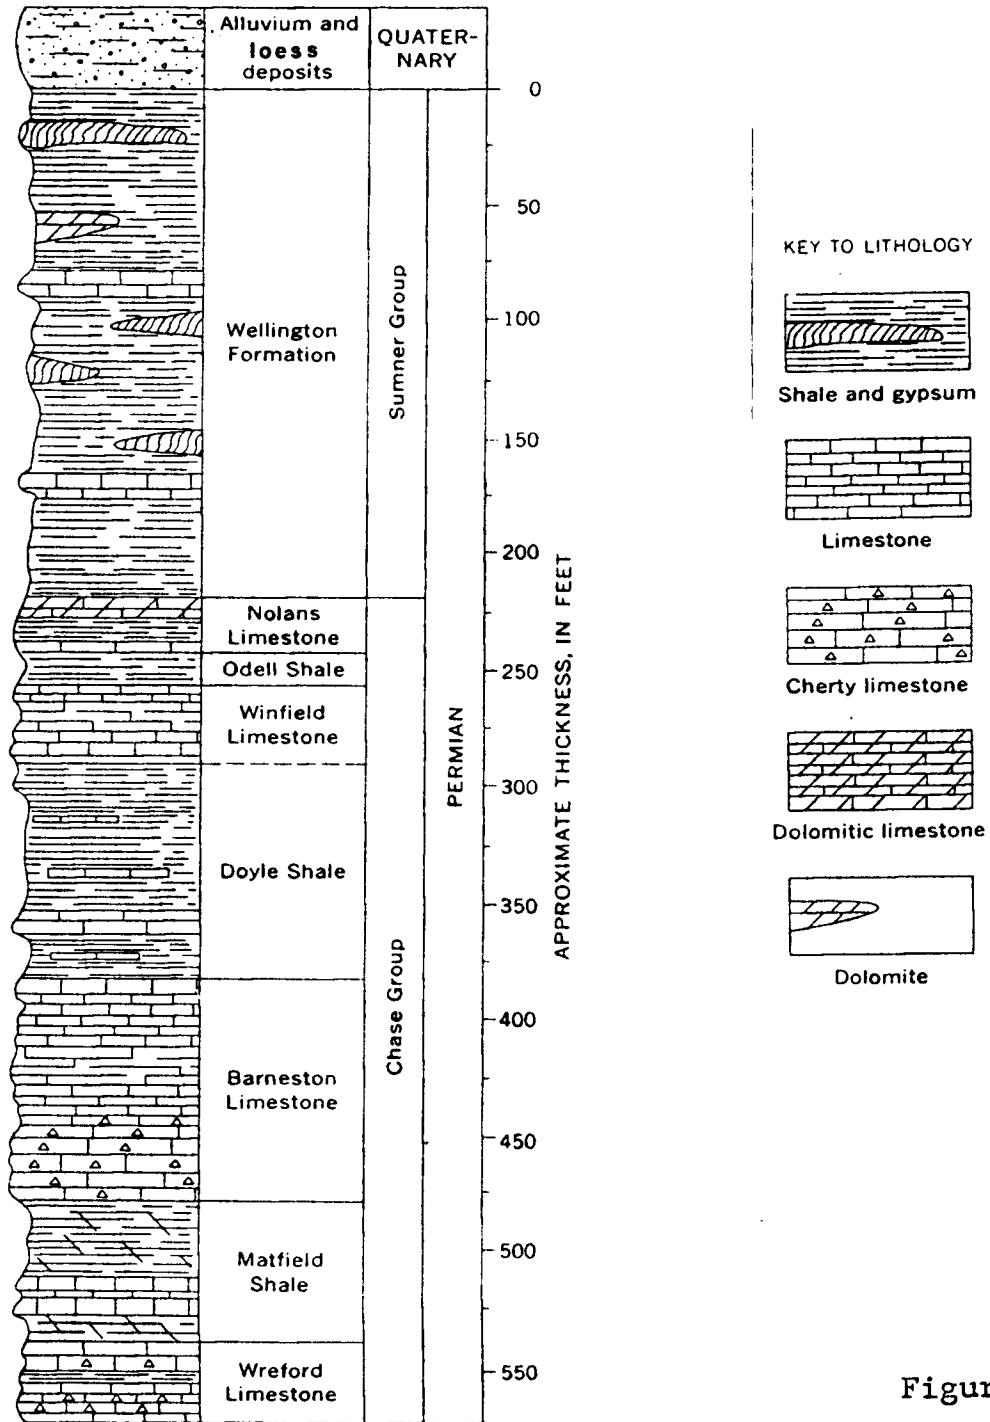 Alluvium and
loess
deposits
QUATER-
NARY
Wellington
Formation
Sumner Group
Nolans
Limestone
Odell Shale
Winfield
Limestone
Doyle Shale
Barneston
Limestone
Matfield
Shale
Wreford
Limestone
Chase Group
PERMIAN
0
50
100
150
200
250
300
350
400
450
500
550
APPROXIMATE THICKNESS, IN FEET
KEY TO LITHOLOGY
Shale and gypsum
Limestone
Cherty limestone
Dolomitic limestone
Dolomite
Figur